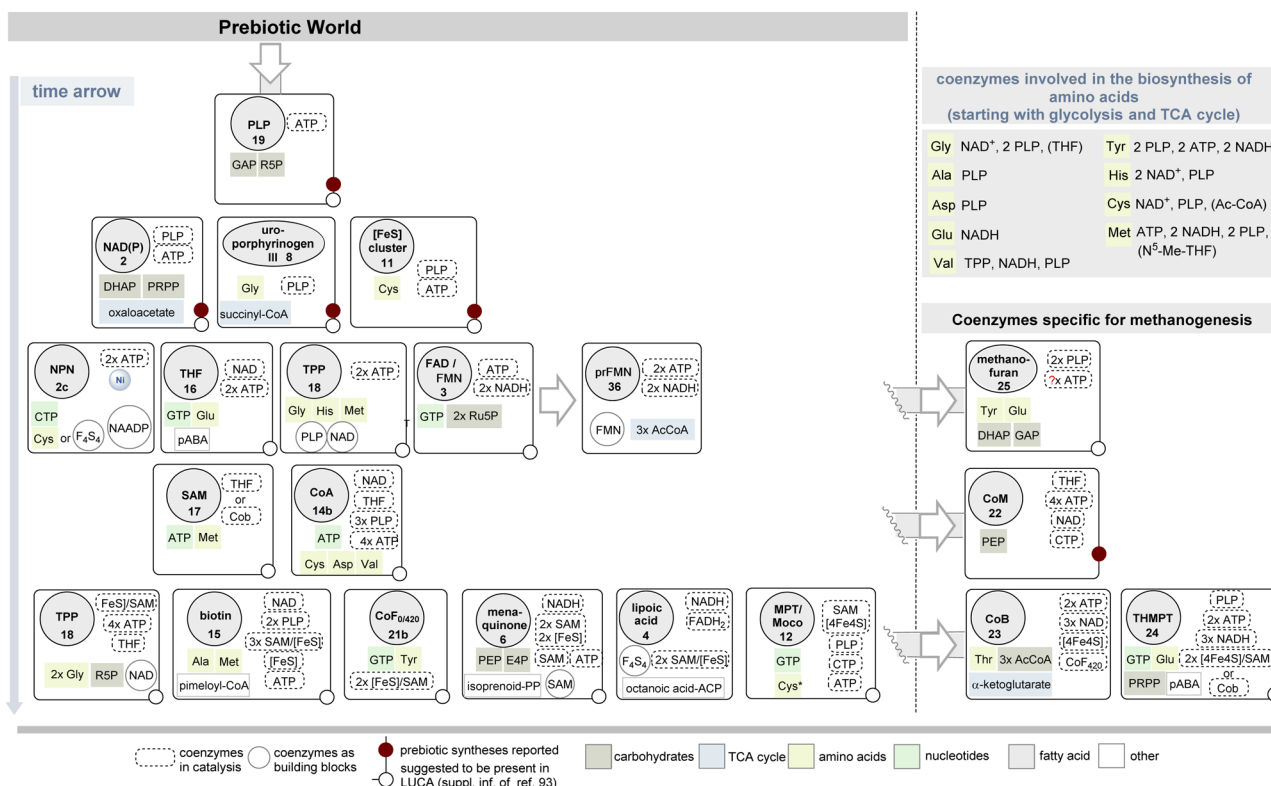 Prebiotic World
time arrow
PLP
19
ATP
GAP R5P
NAD(P)
2
PLP
ATP
DHAP PRPP
oxaloacetate
uro-
porphyrinogen
III 8
Gly PLP
succinyl-CoA
[FeS]
cluster
11
PLP
Cys ATP
NPN
2c
2x ATP
Ni
CTP
Cys or F4S4 NAADP
THF
16
NAD
2x ATP
GTP Glu
pABA
TPP
18
2x ATP
Gly His Met
PLP NAD
T
FAD /
FMN
3
ATP
2x NADH
GTP 2x Ru5P
prFMN
36
2x ATP
2x NADH
FMN 3x AcCoA
SAM
17
THF
or
Cob
ATP Met
CoA
14b
NAD
THF
3x PLP
ATP 4x ATP
Cys Asp Val
TPP
18
FeS]/SAM
4x ATP
THF
2x Gly R5P NAD
biotin
15
NAD
2x PLP
3x SAM/[FeS]
Ala Met [FeS]
pimeloyl-CoA ATP
CoF0/420
21b
GTP Tyr
2x [FeS]/SAM
mena-
quinone
6
NADH
2x SAM
2x [FeS]
PEP E4P SAM ATP
isoprenoid-PP SAM
lipoic
acid
4
NADH
FADH2
F4S4 2x SAM/[FeS]
octanoic acid-ACP
MPT/
Moco
12
SAM
[4Fe4S]
PLP
GTP CTP
Cys* ATP
coenzymes involved in the biosynthesis of
amino acids
(starting with glycolysis and TCA cycle)
Gly NAD+, 2 PLP, (THF)
Ala PLP
Asp PLP
Glu NADH
Val TPP, NADH, PLP
Tyr 2 PLP, 2 ATP, 2 NADH
His 2 NAD+, PLP
Cys NAD+, PLP, (Ac-CoA)
Met ATP, 2 NADH, 2 PLP,
(N5-Me-THF)
Coenzymes specific for methanogenesis
methano-
furan
25
2x PLP
?x ATP
Tyr Glu
DHAP GAP
CoM
22
THF
4x ATP
NAD
PEP CTP
CoB
23
2x ATP
3x NAD
[4Fe4S]
Thr 3x AcCoA CoF420
α-ketoglutarate
THMPT
24
PLP
2x ATP
3x NADH
GTP Glu 2x [4Fe4S]/SAM
or
PRPP pABA Cob
coenzymes
in catalysis
coenzymes as
building blocks
prebiotic syntheses reported
suggested to be present in
LUCA (suppl. inf. of. ref. 93)
carbohydrates
TCA cycle
amino acids
nucleotides
fatty acid
other